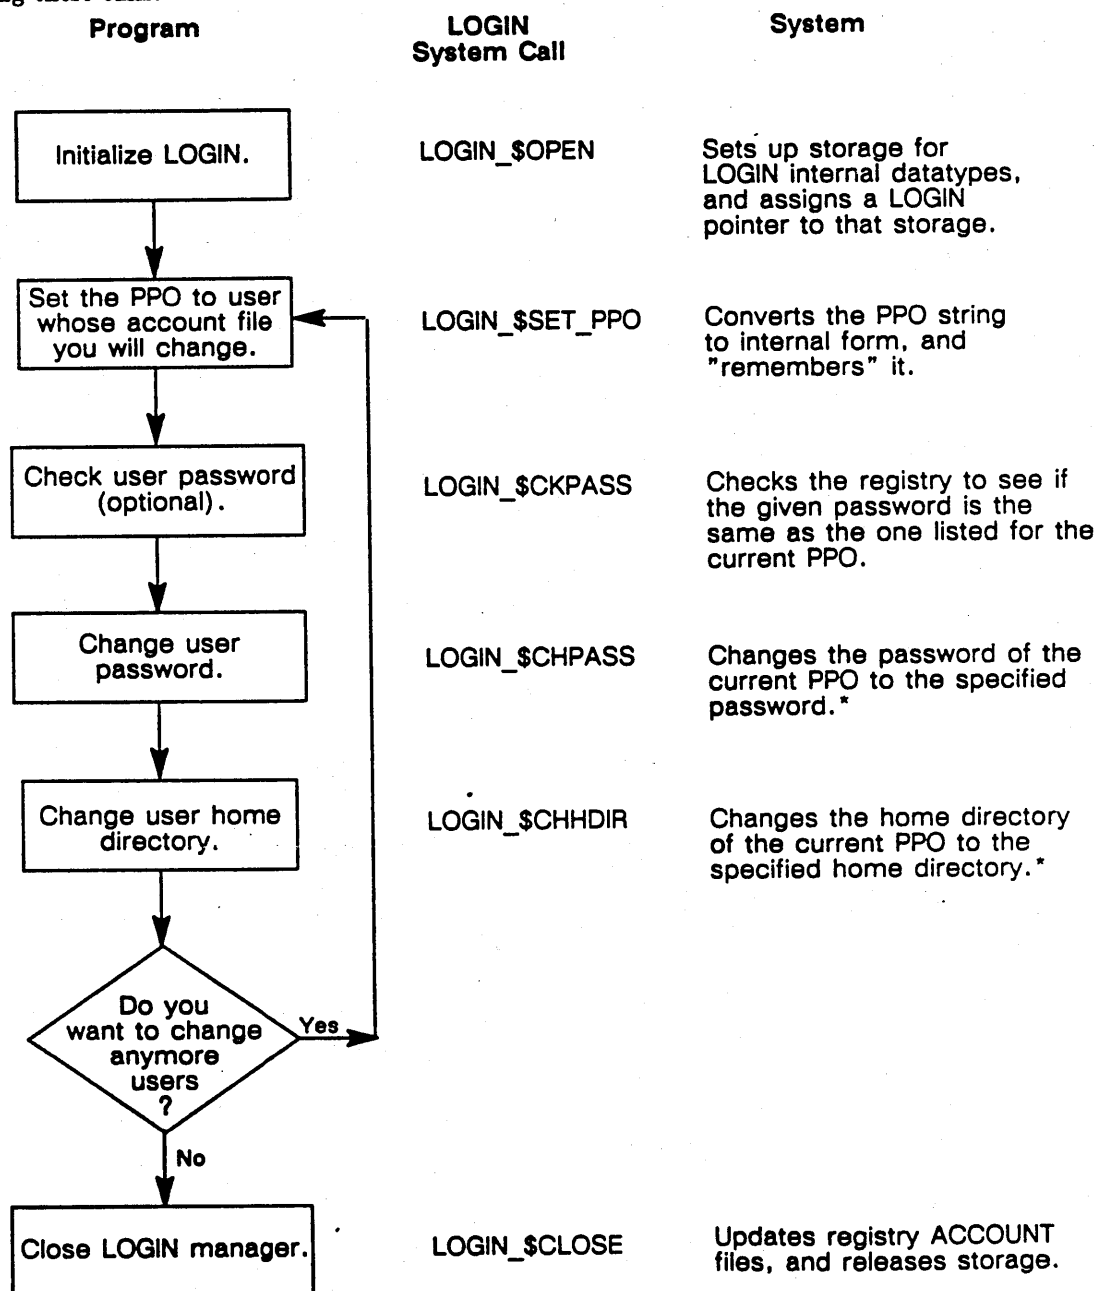 Program
LOGIN
System Call
System
Initialize LOGIN.
LOGIN_$OPEN
Sets up storage for
LOGIN internal datatypes,
and assigns a LOGIN
pointer to that storage.
Set the PPO to user
whose account file
you will change.
LOGIN_$SET_PPO
Converts the PPO string
to internal form, and
"remembers" it.
Check user password
(optional).
LOGIN_$CKPASS
Checks the registry to see if
the given password is the
same as the one listed for the
current PPO.
Change user
password.
LOGIN_$CHPASS
Changes the password of the
current PPO to the specified
password.*
Change user home
directory.
LOGIN_$CHHDIR
Changes the home directory
of the current PPO to the
specified home directory.*
Do you
want to change
anymore
users
?
Yes
No
Close LOGIN manager.
LOGIN_$CLOSE
Updates registry ACCOUNT
files, and releases storage.